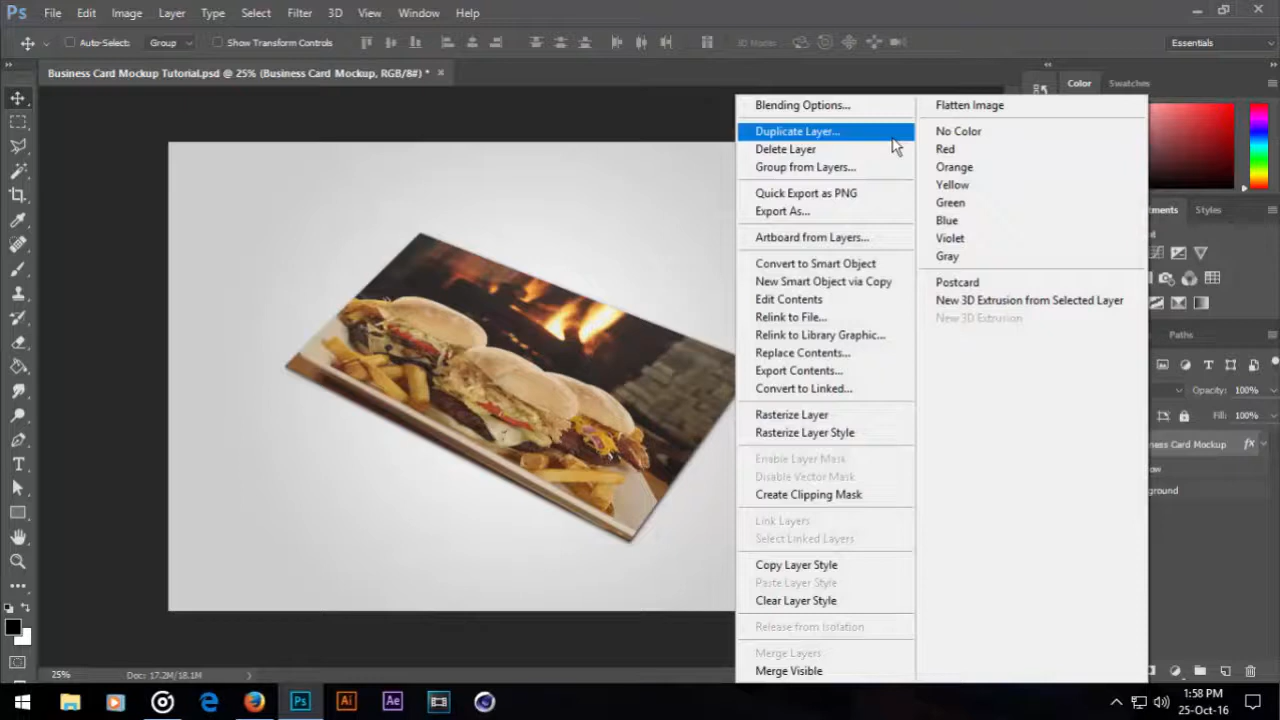 Ps File Edit Image Layer Type Select Filter 3D View Window Help
Auto-Select: Group Show Transform Controls 3D Mode: Essentials
Business Card Mockup Tutorial.psd @ 25% (Business Card Mockup, RGB/8#) * ×
Color Swatches
Blending Options...
Duplicate Layer...
Delete Layer
Group from Layers...
Quick Export as PNG
Export As...
Artboard from Layers...
Convert to Smart Object
New Smart Object via Copy
Edit Contents
Relink to File...
Relink to Library Graphic...
Replace Contents...
Export Contents...
Convert to Linked...
Rasterize Layer
Rasterize Layer Style
Enable Layer Mask
Disable Vector Mask
Create Clipping Mask
Link Layers
Select Linked Layers
Copy Layer Style
Paste Layer Style
Clear Layer Style
Release from Isolation
Merge Layers
Merge Visible
Flatten Image
No Color
Red
Orange
Yellow
Green
Blue
Violet
Gray
Postcard
New 3D Extrusion from Selected Layer
New 3D Extrusion
tments Styles
Paths
Opacity: 100%
Fill: 100%
ness Card Mockup fx
ow
ground
25% Doc: 17.2M/18.1M
Ps Ai Ae
1:58 PM
25-Oct-16